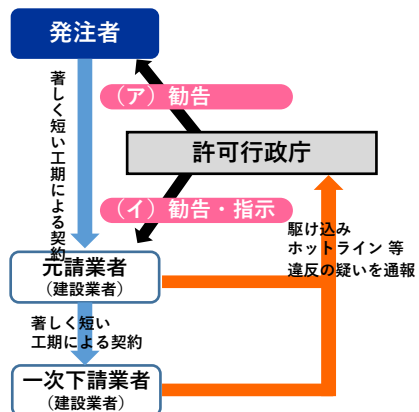 発注者
（ア）勧告
著しく短い工期による契約
許可行政庁
（イ）勧告・指示
駆け込み
ホットライン 等
違反の疑いを通報
元請業者
（建設業者）
著しく短い
工期による契約
一次下請業者
（建設業者）